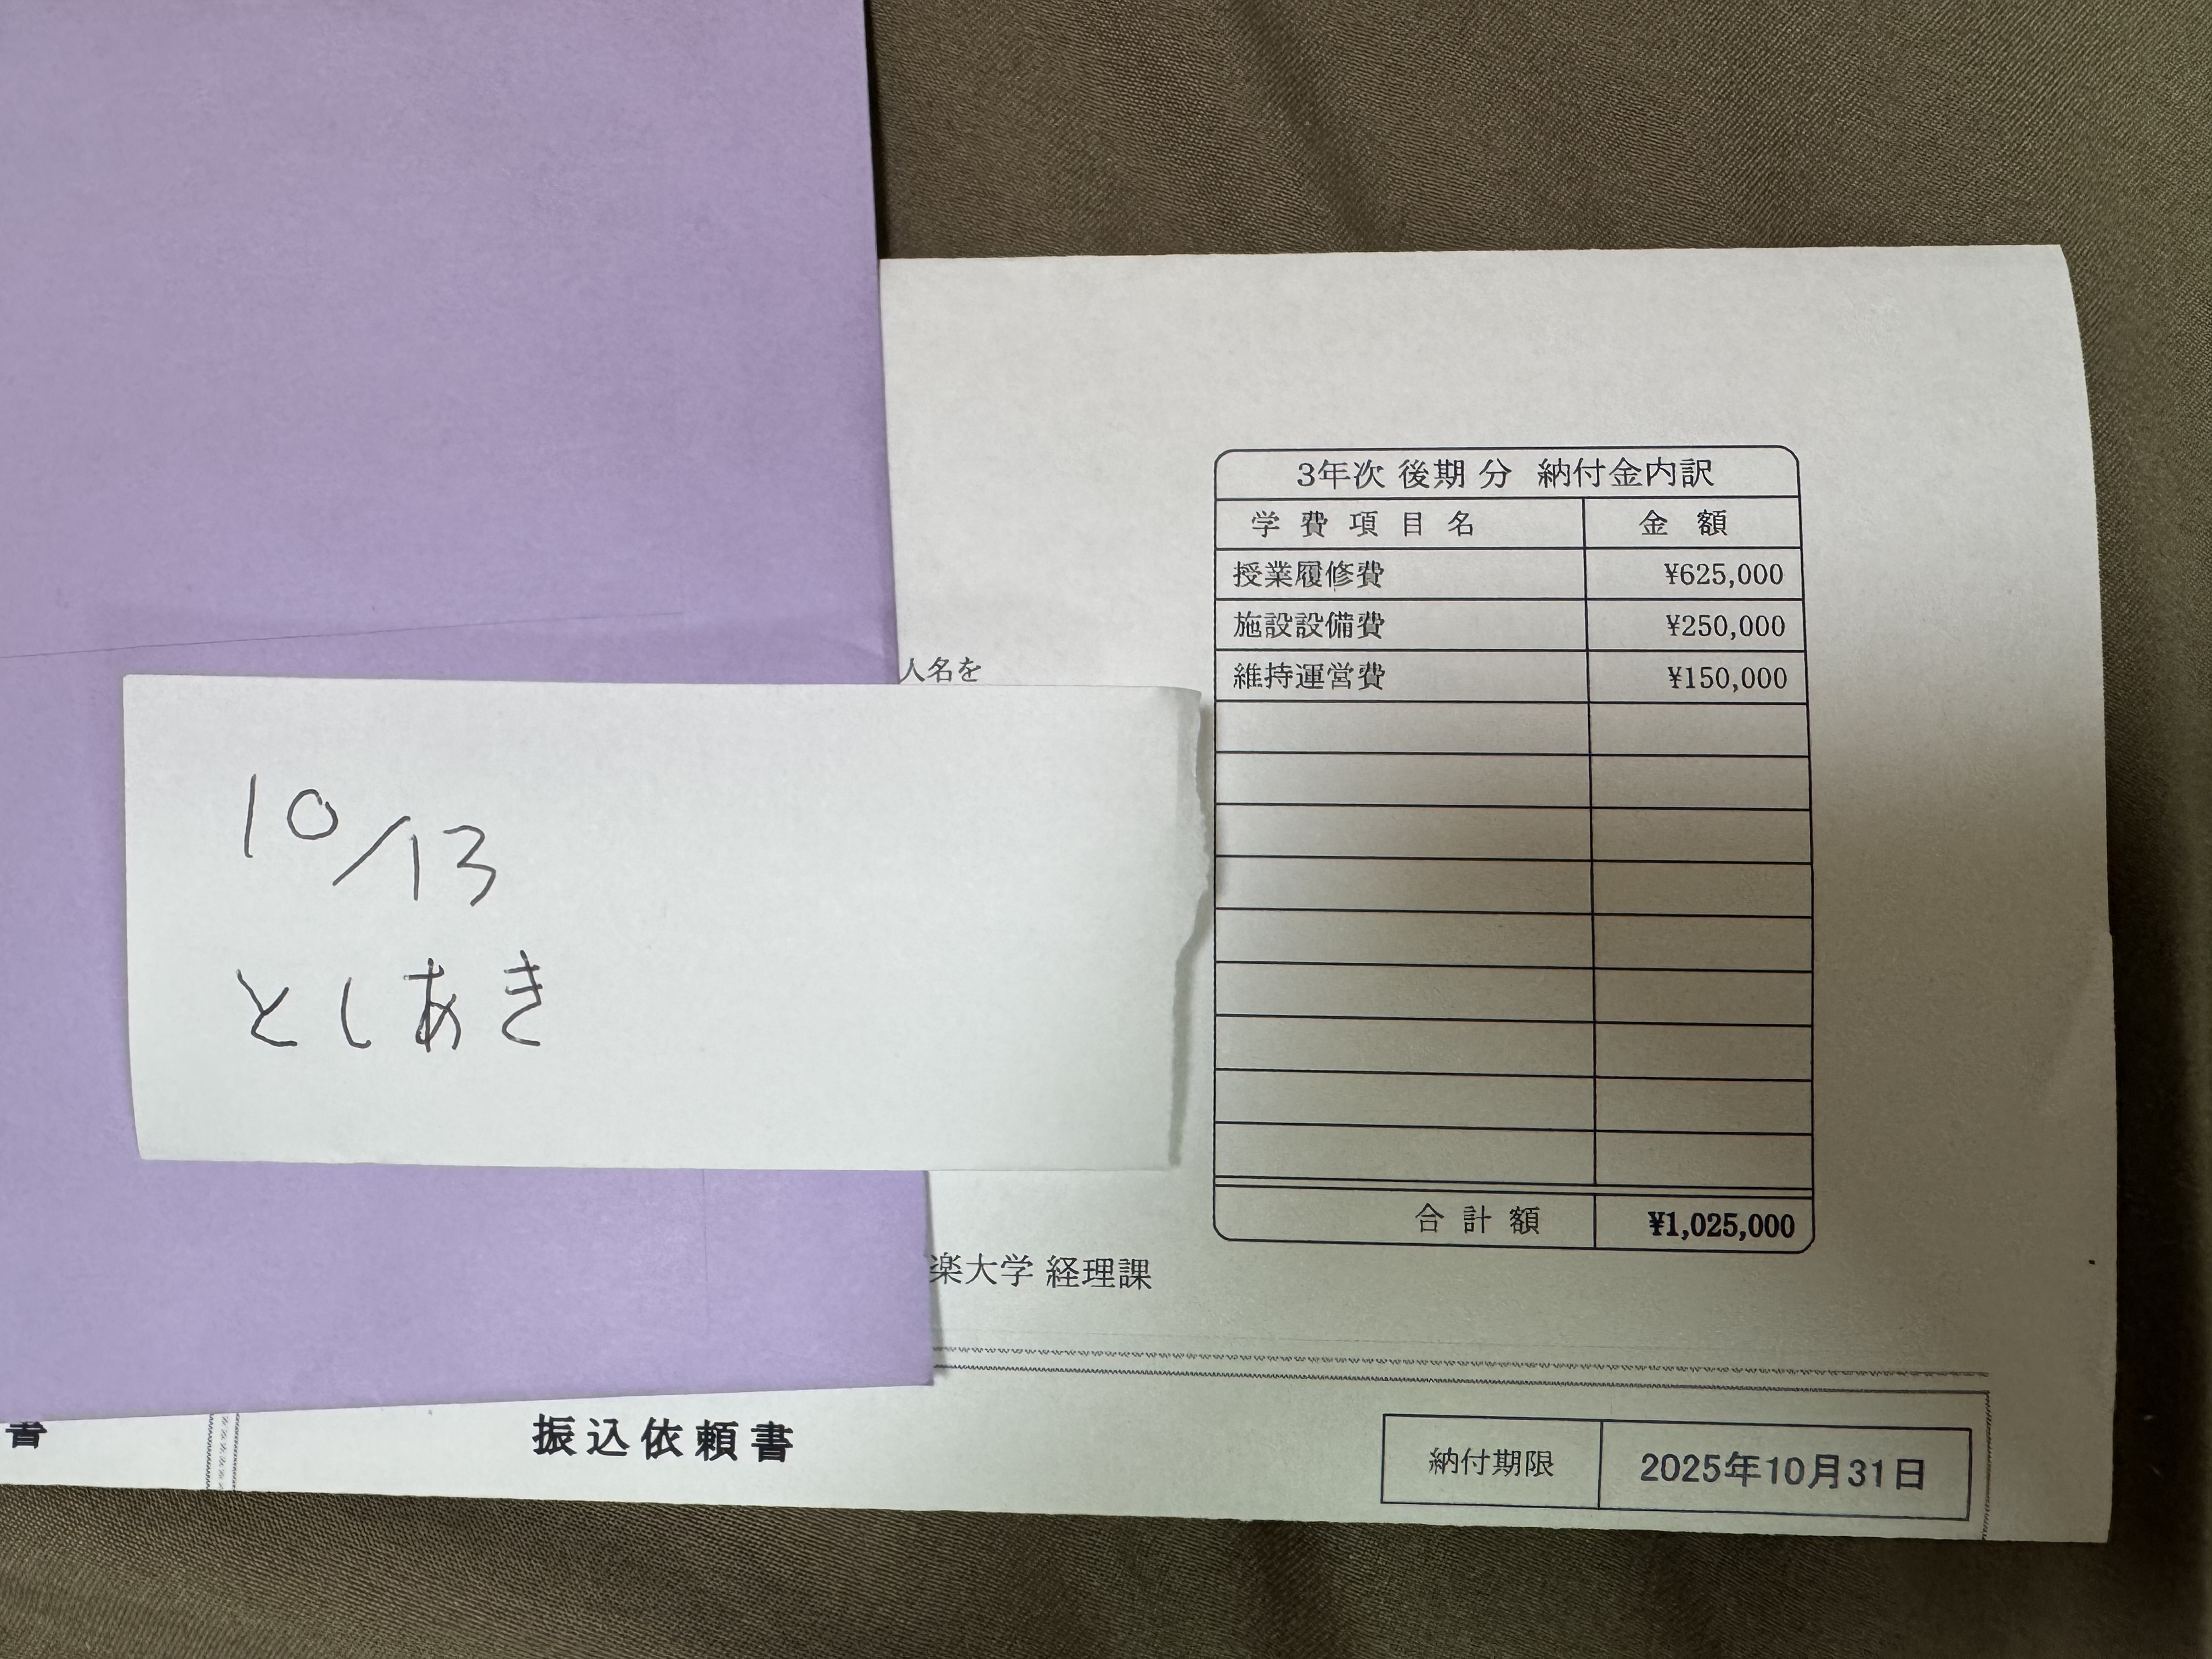 人名を
10/13
としあき
3年次 後期 分 納付金内訳
学費項目名 金額
授業履修費 ¥625,000
施設設備費 ¥250,000
維持運営費 ¥150,000
合計額 ¥1,025,000
楽大学 経理課
書
振込依頼書
納付期限 2025年10月31日